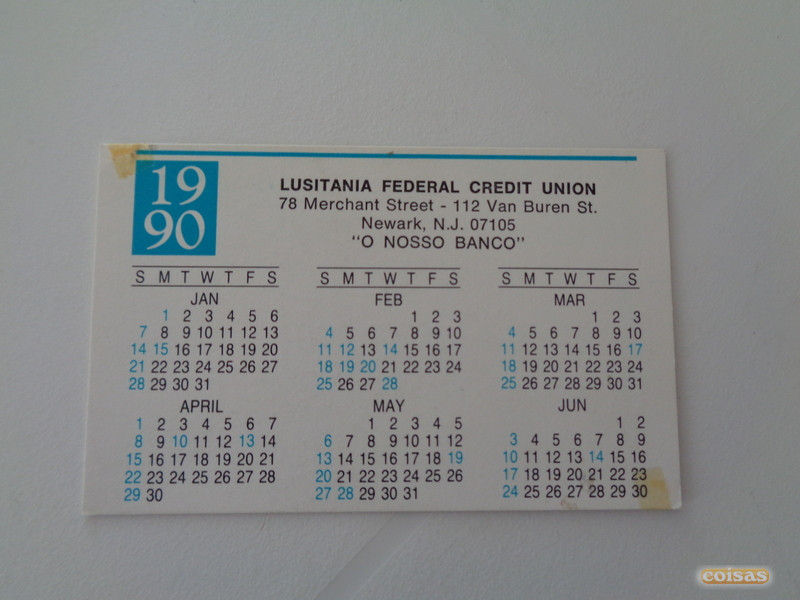 19
90
LUSITANIA FEDERAL CREDIT UNION
78 Merchant Street - 112 Van Buren St.
Newark, N.J. 07105
"O NOSSO BANCO"
S M T W T F S
JAN
1 2 3 4 5 6
7 8 9 10 11 12 13
14 15 16 17 18 19 20
21 22 23 24 25 26 27
28 29 30 31
S M T W T F S
FEB
1 2 3
4 5 6 7 8 9 10
11 12 13 14 15 16 17
18 19 20 21 22 23 24
25 26 27 28
S M T W T F S
MAR
1 2 3
4 5 6 7 8 9 10
11 12 13 14 15 16 17
18 19 20 21 22 23 24
25 26 27 28 29 30 31
APRIL
1 2 3 4 5 6 7
8 9 10 11 12 13 14
15 16 17 18 19 20 21
22 23 24 25 26 27 28
29 30
MAY
1 2 3 4 5
6 7 8 9 10 11 12
13 14 15 16 17 18 19
20 21 22 23 24 25 26
27 28 29 30 31
JUN
1 2
3 4 5 6 7 8 9
10 11 12 13 14 15 16
17 18 19 20 21 22 23
24 25 26 27 28 29 30
coisas